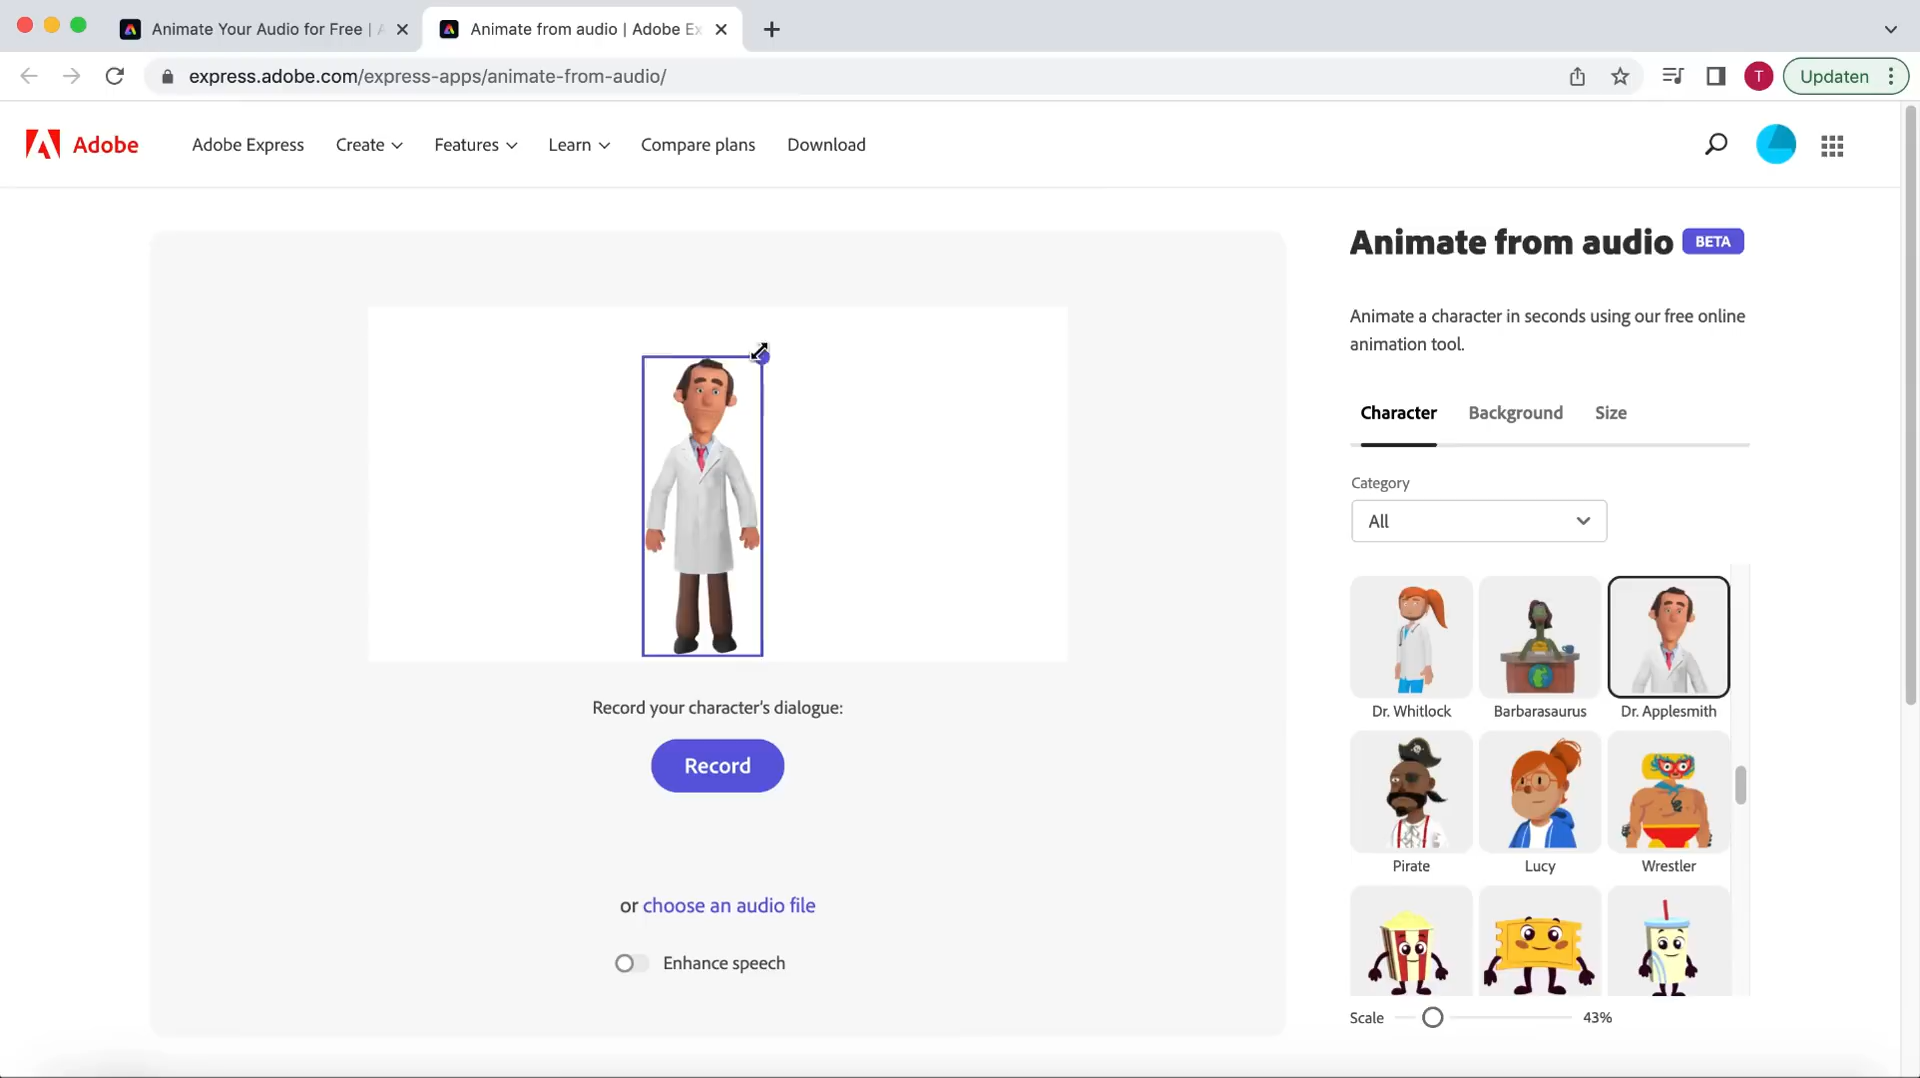 Animate Your Audio for Free |
Animate from audio | Adobe Ex
express.adobe.com/express-apps/animate-from-audio/
T
Updaten
Adobe
Adobe Express
Create
Features
Learn
Compare plans
Download
Animate from audio BETA
Animate a character in seconds using our free online
animation tool.
Character
Background
Size
Category
All
Dr. Whitlock
Barbarasaurus
Dr. Applesmith
Pirate
Lucy
Wrestler
Scale
43%
Record your character's dialogue:
Record
or choose an audio file
Enhance speech